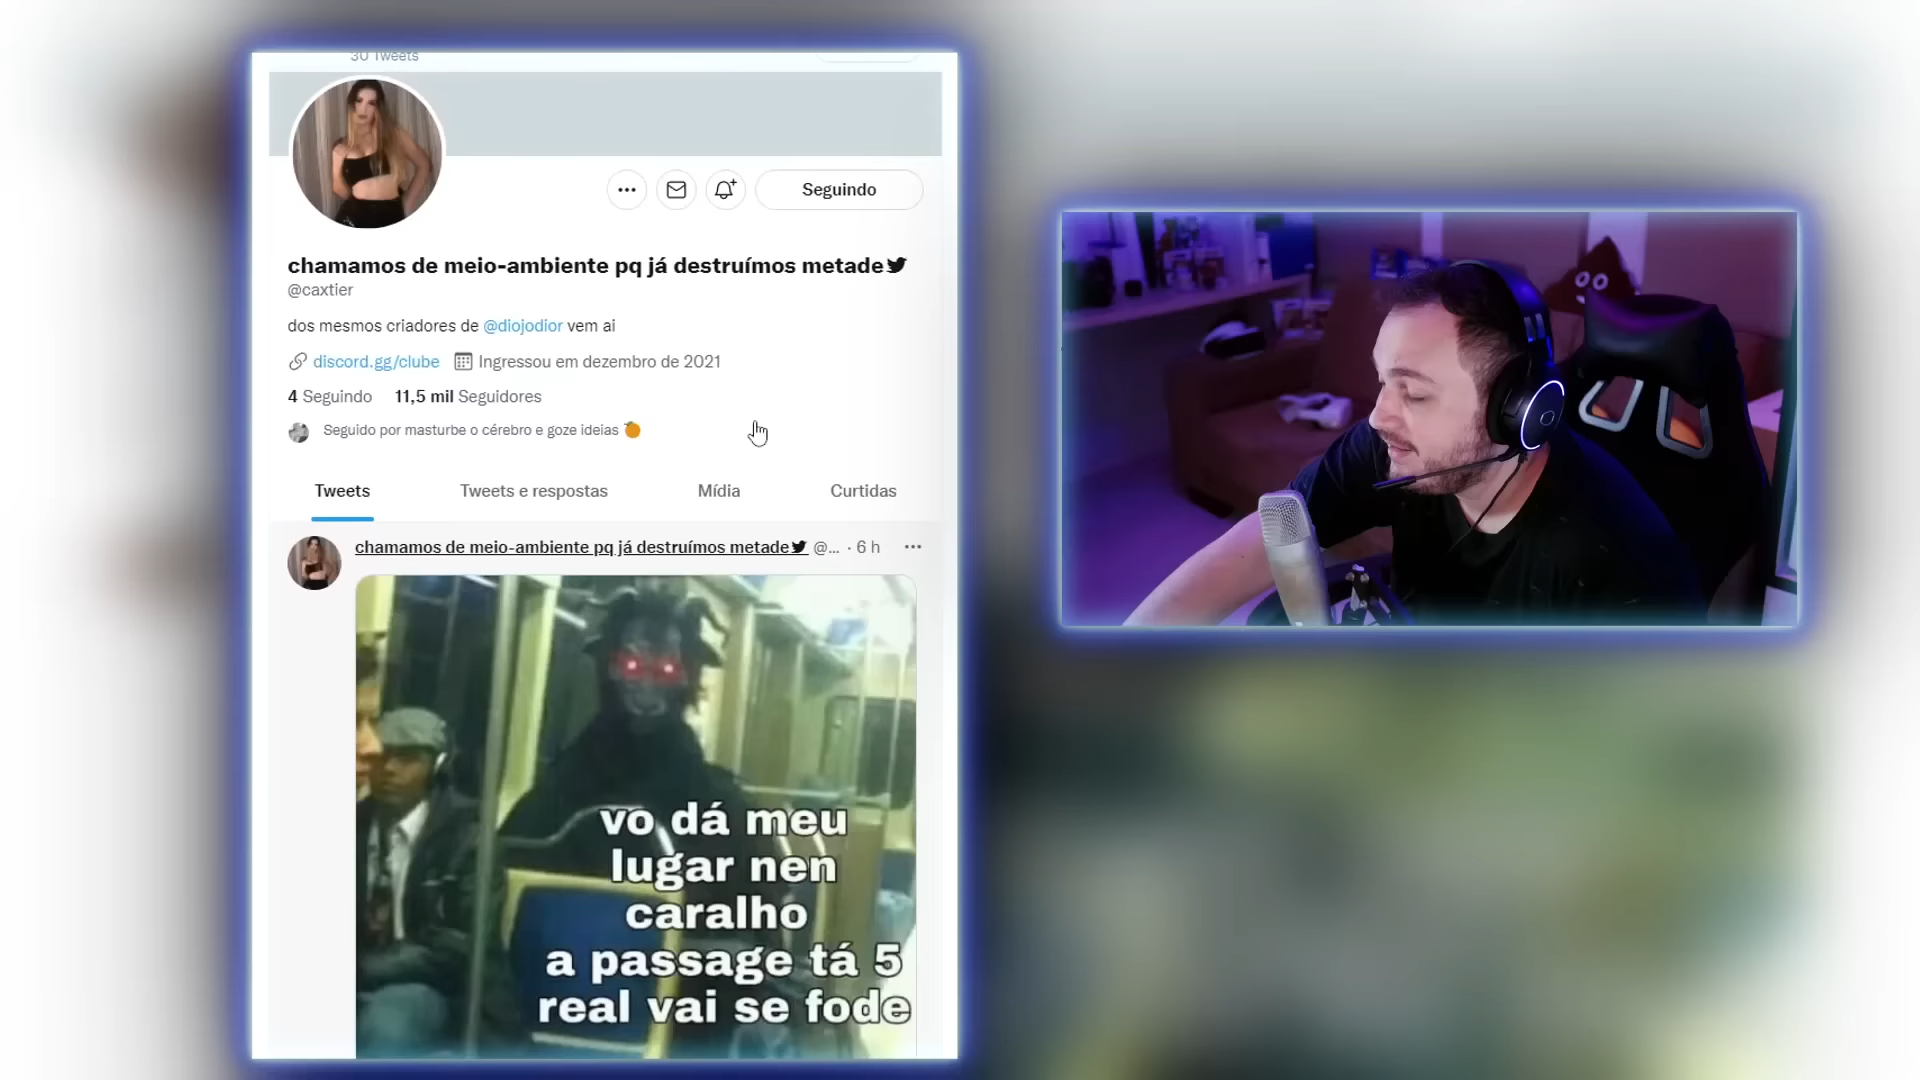 30 Tweets
Seguindo
chamamos de meio-ambiente pq já destruímos metade
@caxtier
dos mesmos criadores de @diojodior vem ai
discord.gg/clube Ingressou em dezembro de 2021
4 Seguindo 11,5 mil Seguidores
Seguido por masturbe o cérebro e goze ideias
Tweets Tweets e respostas Mídia Curtidas
chamamos de meio-ambiente pq já destruímos metade @... · 6 h
vo dá meu
lugar nen
caralho
a passage tá 5
real vai se fode